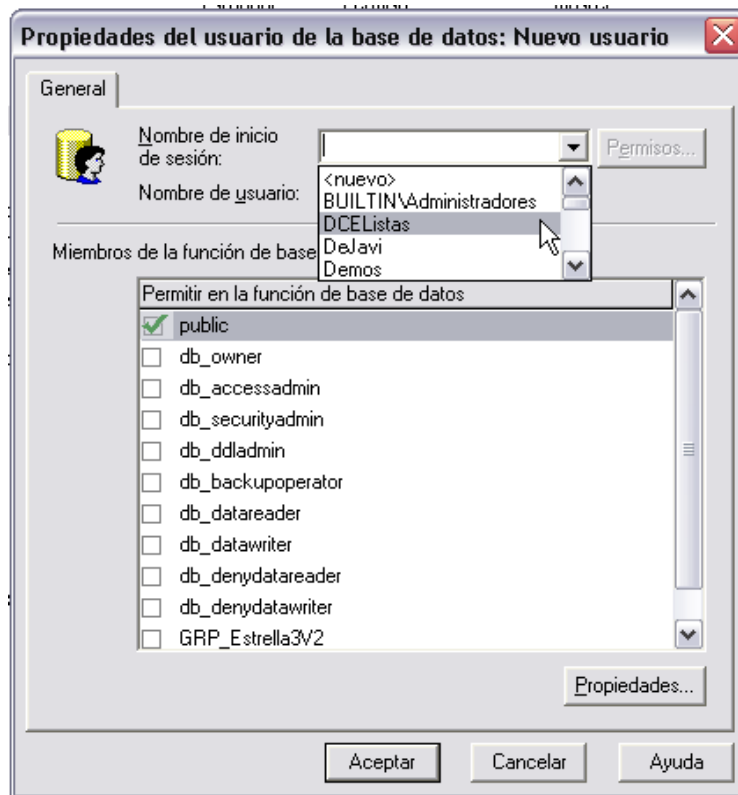 Propiedades del usuario de la base de datos: Nuevo usuario
General
Nombre de inicio
de sesión:
Permisos...
Nombre de usuario:
<nuevo>
BUILTIN\Administradores
DCEListas
DeJavi
Demos
Miembros de la función de base
Permitir en la función de base de datos
public
db_owner
db_accessadmin
db_securityadmin
db_ddladmin
db_backupoperator
db_datareader
db_datawriter
db_denydatareader
db_denydatawriter
GRP_Estrella3V2
Propiedades...
Aceptar
Cancelar
Ayuda